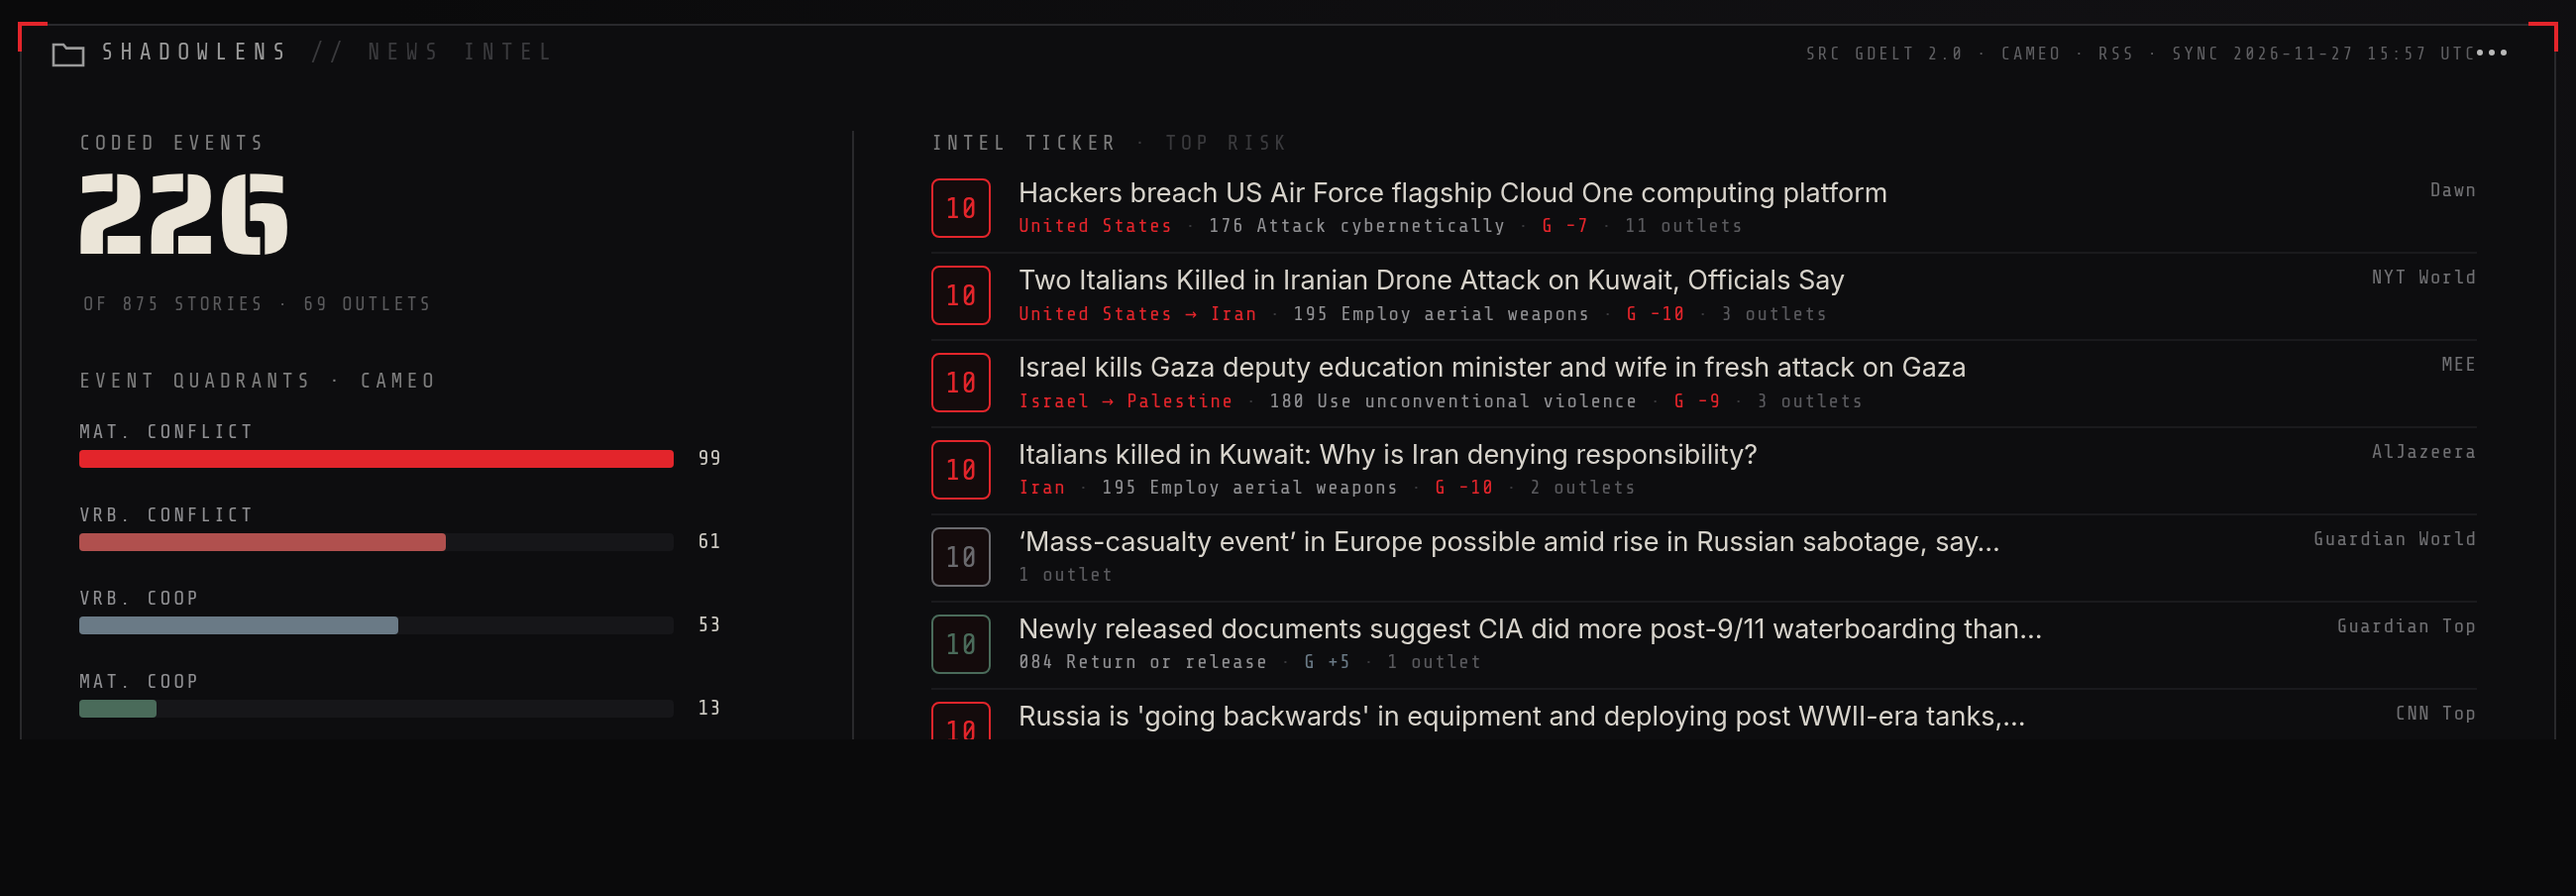 SHADOWLENS // NEWS INTEL
SRC GDELT 2.0 · CAMEO · RSS · SYNC 2026-11-27 15:57 UTC
CODED EVENTS
226
OF 875 STORIES · 69 OUTLETS
EVENT QUADRANTS · CAMEO
MAT. CONFLICT
99
VRB. CONFLICT
61
VRB. COOP
53
MAT. COOP
13
INTEL TICKER · TOP RISK
10
Hackers breach US Air Force flagship Cloud One computing platform
Dawn
United States · 176 Attack cybernetically · G -7 · 11 outlets
10
Two Italians Killed in Iranian Drone Attack on Kuwait, Officials Say
NYT World
United States → Iran · 195 Employ aerial weapons · G -10 · 3 outlets
10
Israel kills Gaza deputy education minister and wife in fresh attack on Gaza
MEE
Israel → Palestine · 180 Use unconventional violence · G -9 · 3 outlets
10
Italians killed in Kuwait: Why is Iran denying responsibility?
AlJazeera
Iran · 195 Employ aerial weapons · G -10 · 2 outlets
10
‘Mass-casualty event’ in Europe possible amid rise in Russian sabotage, say…
Guardian World
1 outlet
10
Newly released documents suggest CIA did more post-9/11 waterboarding than…
Guardian Top
084 Return or release · G +5 · 1 outlet
10
Russia is 'going backwards' in equipment and deploying post WWII-era tanks,…
CNN Top